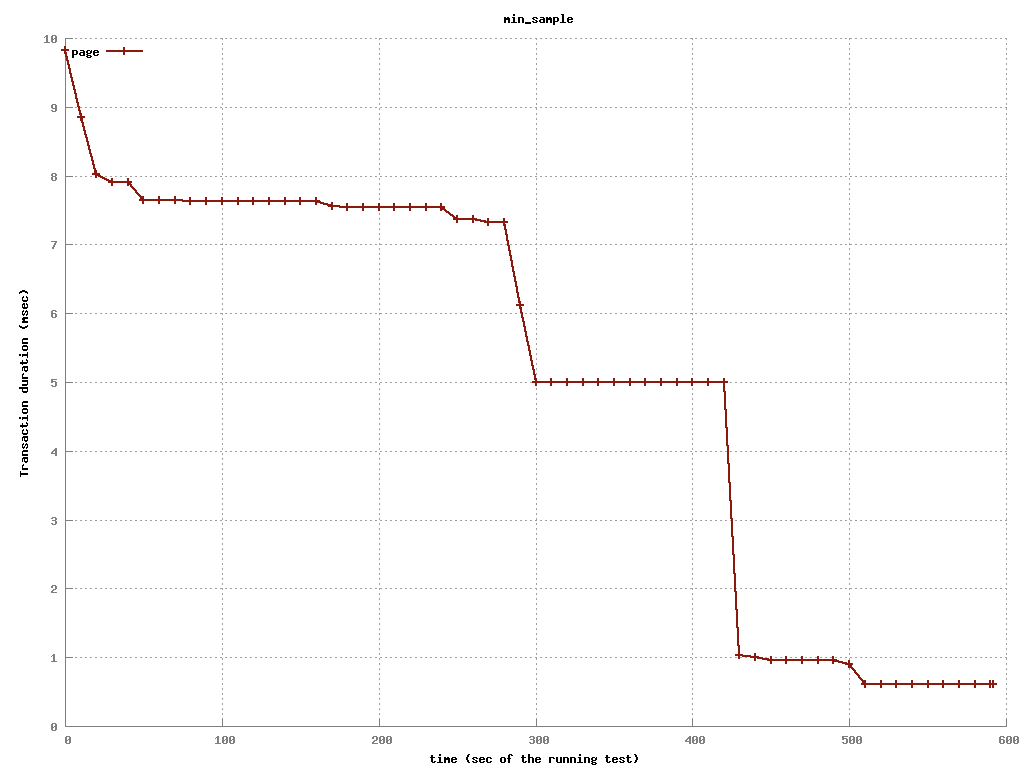 min_sample
page
10
9
8
7
6
5
4
3
2
1
0
Transaction duration (msec)
0 100 200 300 400 500 600
time (sec of the running test)